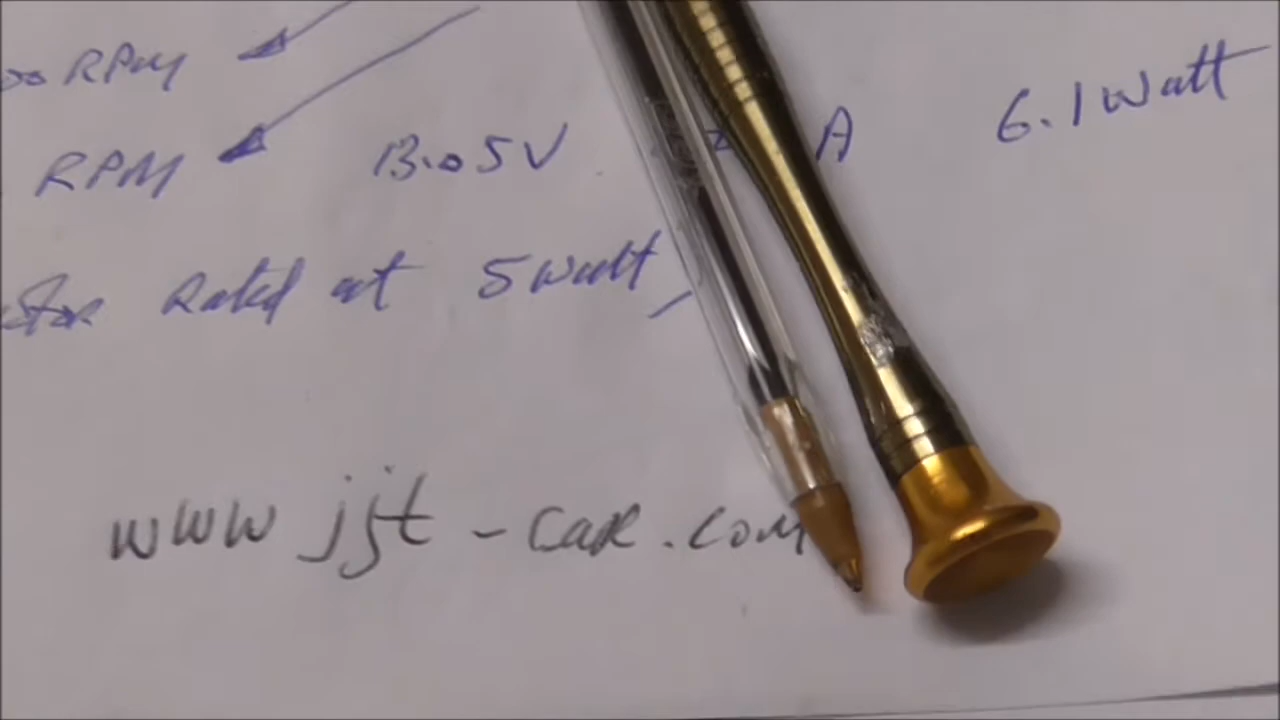 RPM
RPM 13.05V A 6.1 Watt
Rated at 5 Watt
www jjt - CAR . COM